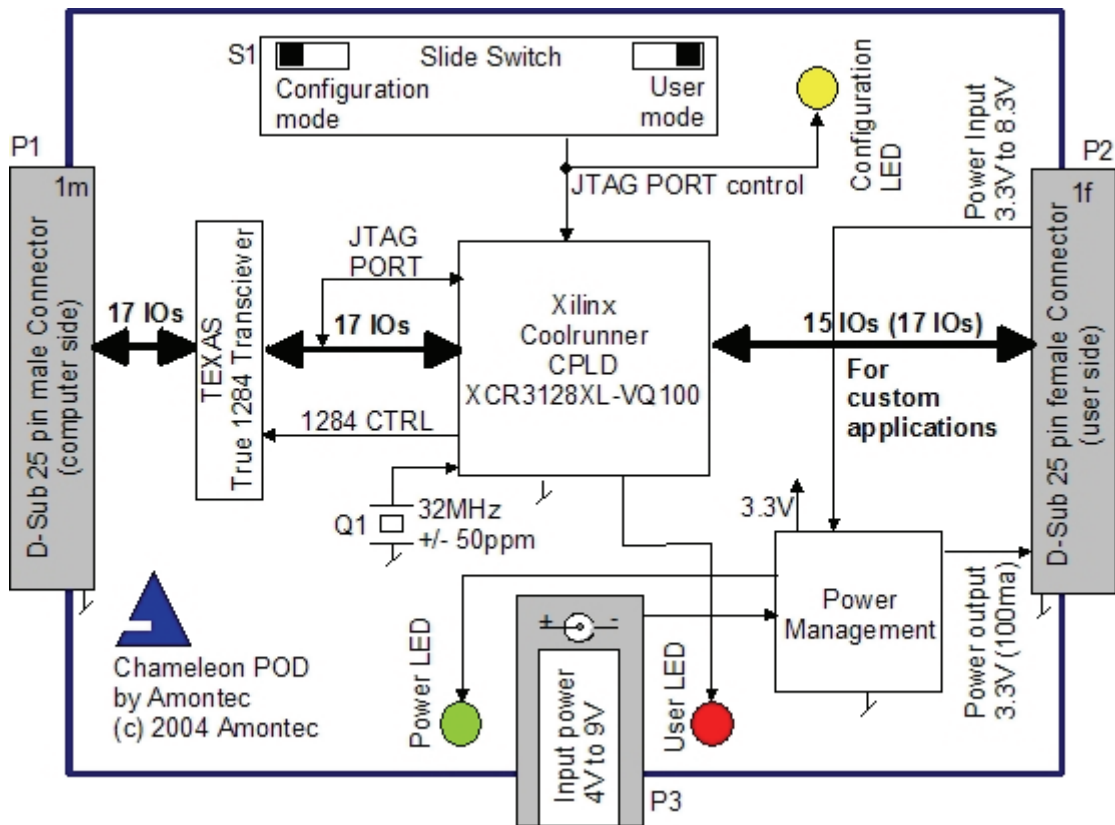 S1
Slide Switch
Configuration
mode
User
mode
P1
1m
D-Sub 25 pin male Connector
(computer side)
17 IOs
TEXAS
True 1284 Transciever
JTAG
PORT
17 IOs
1284 CTRL
JTAG PORT control
Configuration
LED
Xilinx
Coolrunner
CPLD
XCR3128XL-VQ100
Power Input
3.3V to 8.3V
P2
1f
D-Sub 25 pin female Connector
(user side)
15 IOs (17 IOs)
For
custom
applications
Q1
32MHz
+/- 50ppm
3.3V
Power
Management
Power output
3.3V (100ma)
Power LED
User LED
+ -
Input power
4V to 9V
P3
Chameleon POD
by Amontec
(c) 2004 Amontec